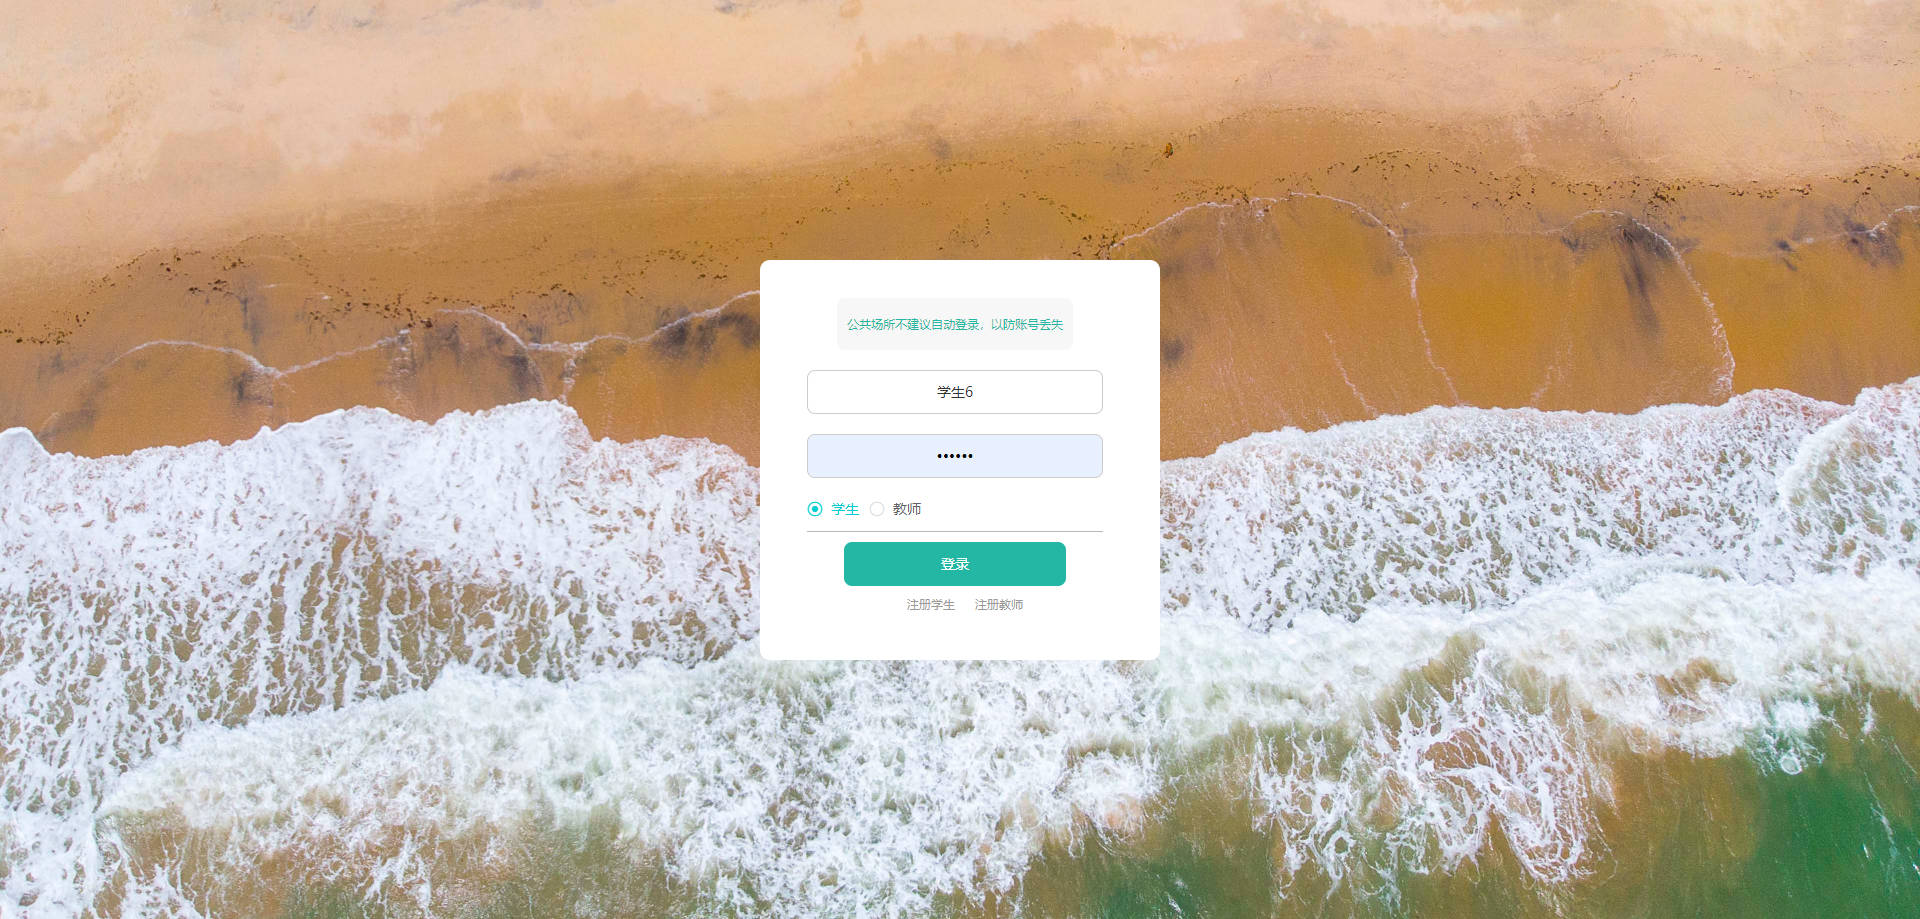 公共场所不建议自动登录，以防账号丢失
学生6
••••••
学生 教师
登录
注册学生 注册教师